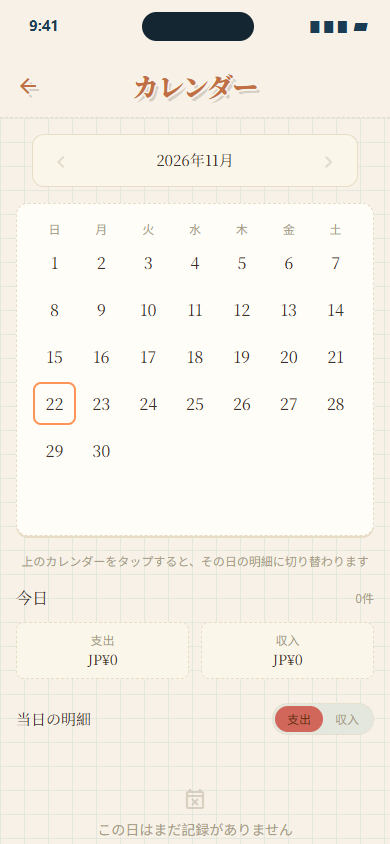 9:41
カレンダー
2026年11月
日 月 火 水 木 金 土
1 2 3 4 5 6 7
8 9 10 11 12 13 14
15 16 17 18 19 20 21
22 23 24 25 26 27 28
29 30
上のカレンダーをタップすると、その日の明細に切り替わります
今日 0件
支出 収入
JP¥0 JP¥0
当日の明細 支出 収入
この日はまだ記録がありません